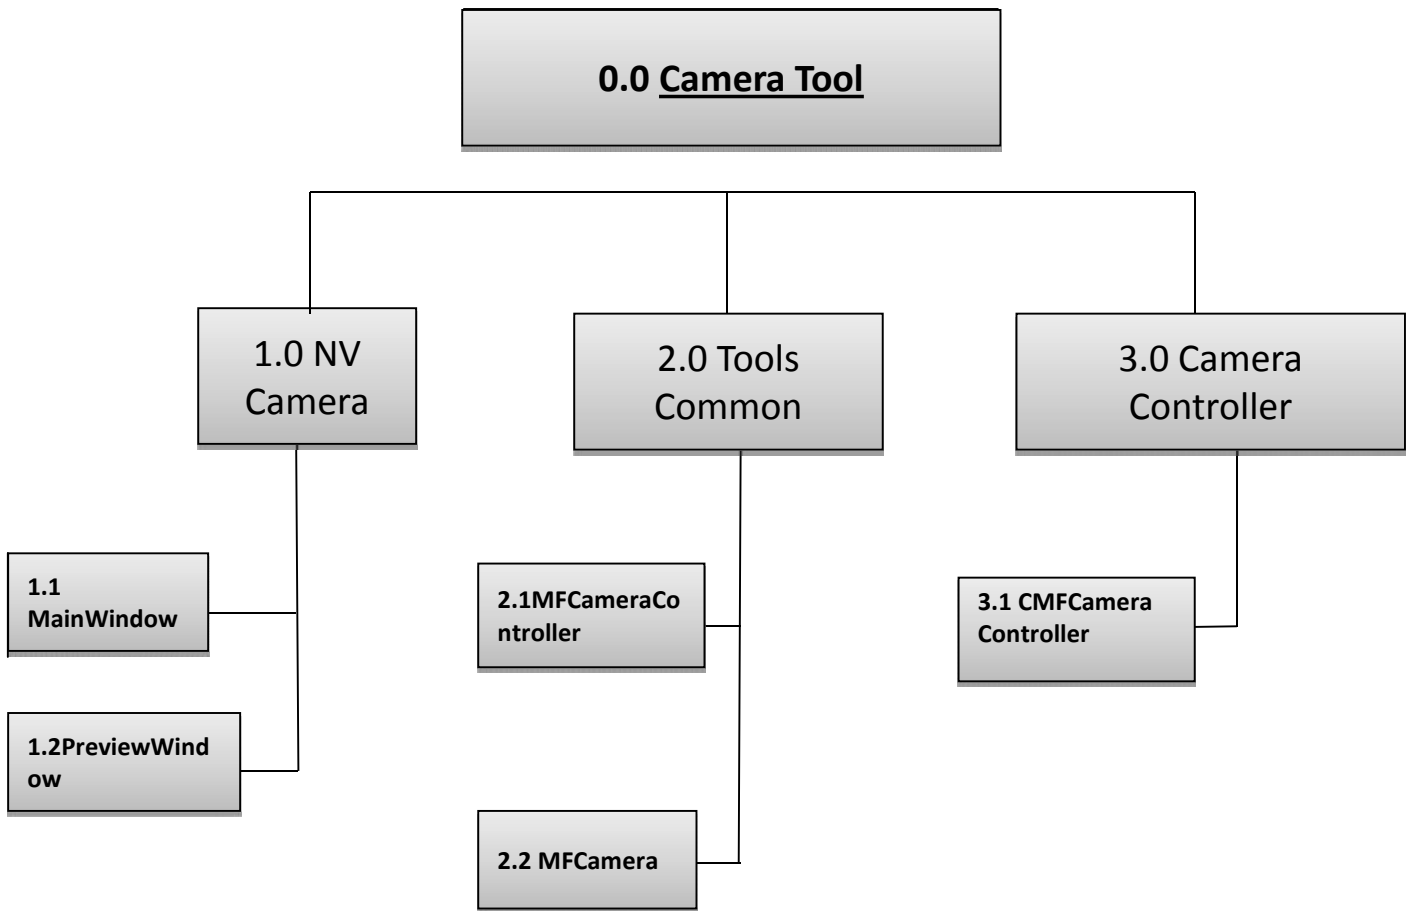 0.0 Camera Tool
1.0 NV
Camera
2.0 Tools
Common
3.0 Camera
Controller
1.1
MainWindow
1.2PreviewWind
ow
2.1MFCameraCo
ntroller
2.2 MFCamera
3.1 CMFCamera
Controller